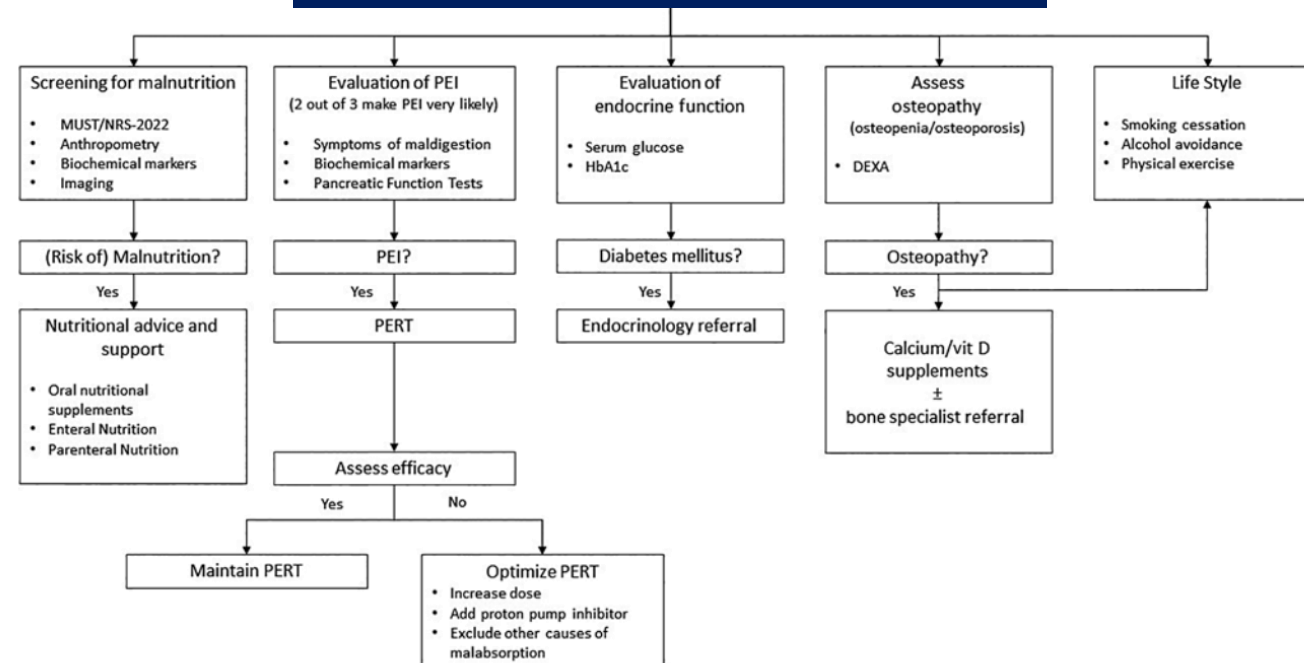 Screening for malnutrition
• MUST/NRS-2022
• Anthropometry
• Biochemical markers
• Imaging
Evaluation of PEI
(2 out of 3 make PEI very likely)
• Symptoms of maldigestion
• Biochemical markers
• Pancreatic Function Tests
Evaluation of
endocrine function
• Serum glucose
• HbA1c
Assess
osteopathy
(osteopenia/osteoporosis)
• DEXA
Life Style
• Smoking cessation
• Alcohol avoidance
• Physical exercise
(Risk of) Malnutrition?
PEI?
Diabetes mellitus?
Osteopathy?
Yes
Yes
Yes
Yes
Nutritional advice and
support
• Oral nutritional
supplements
• Enteral Nutrition
• Parenteral Nutrition
PERT
Endocrinology referral
Calcium/vit D
supplements
±
bone specialist referral
Assess efficacy
Yes
No
Maintain PERT
Optimize PERT
• Increase dose
• Add proton pump inhibitor
• Exclude other causes of
malabsorption